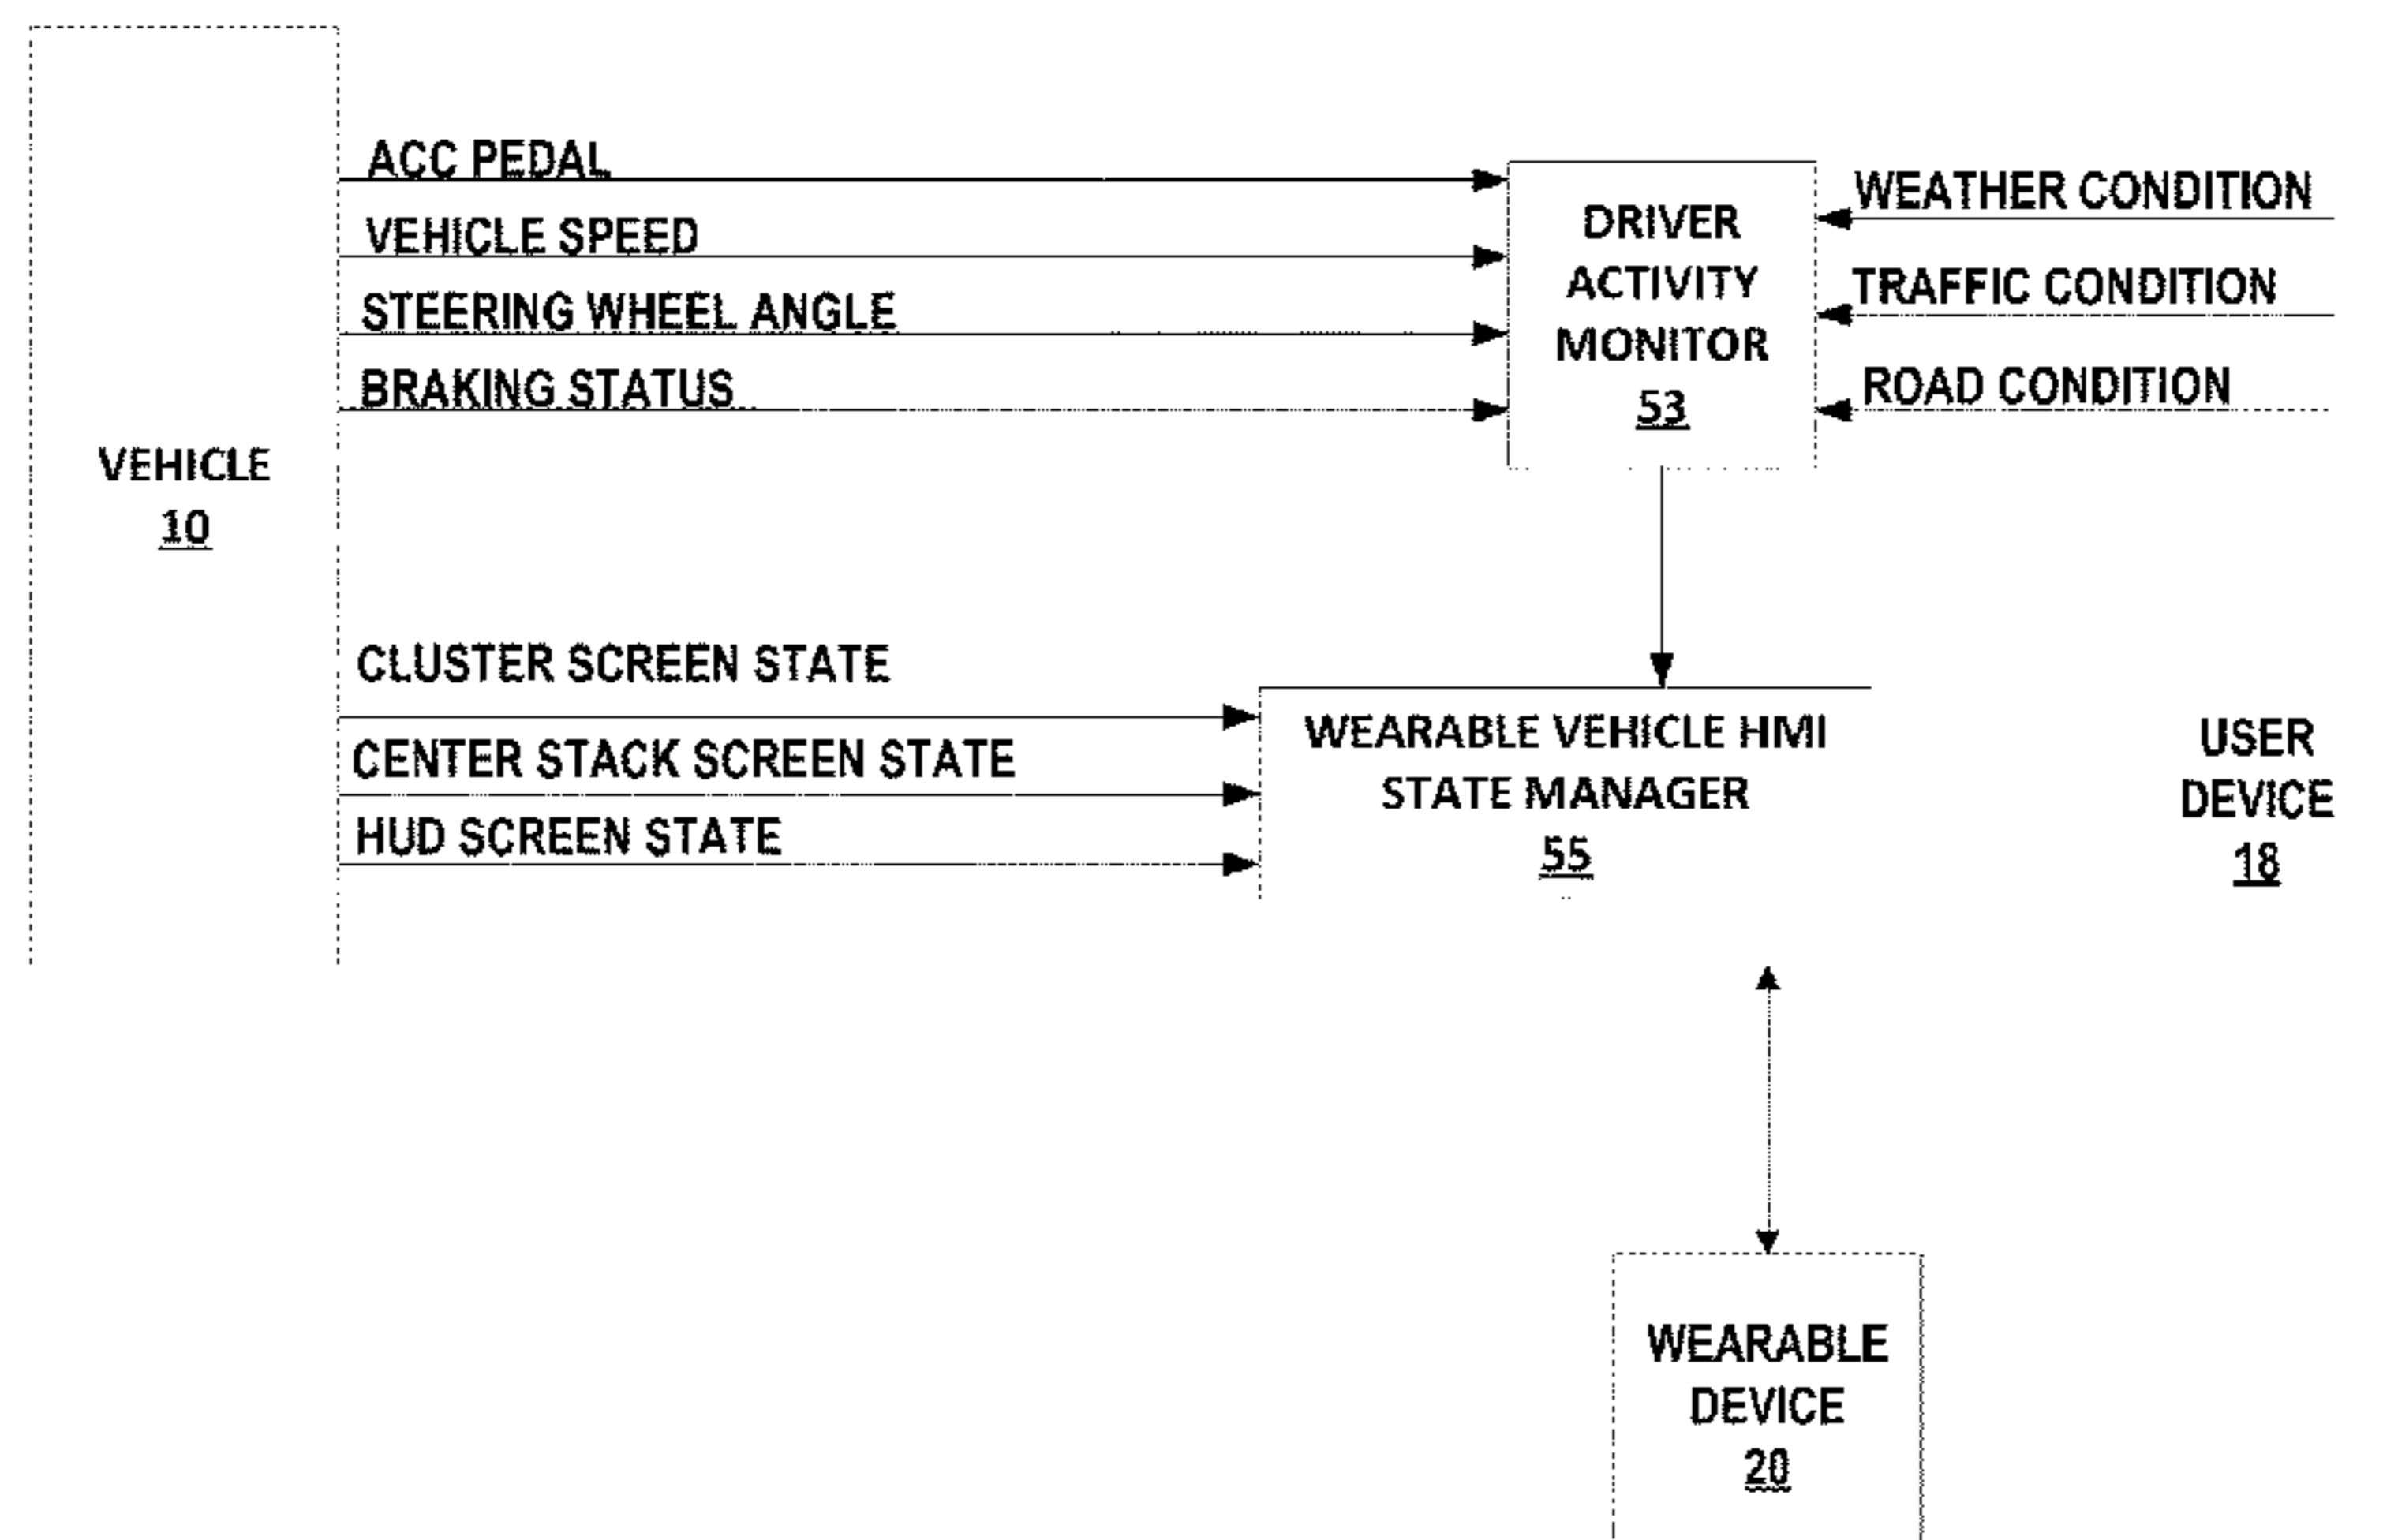 ACC PEDAL
VEHICLE SPEED
STEERING WHEEL ANGLE
BRAKING STATUS
VEHICLE
10
DRIVER
ACTIVITY
MONITOR
53
WEATHER CONDITION
TRAFFIC CONDITION
ROAD CONDITION
CLUSTER SCREEN STATE
CENTER STACK SCREEN STATE
HUD SCREEN STATE
WEARABLE VEHICLE HMI
STATE MANAGER
55
USER
DEVICE
18
WEARABLE
DEVICE
20